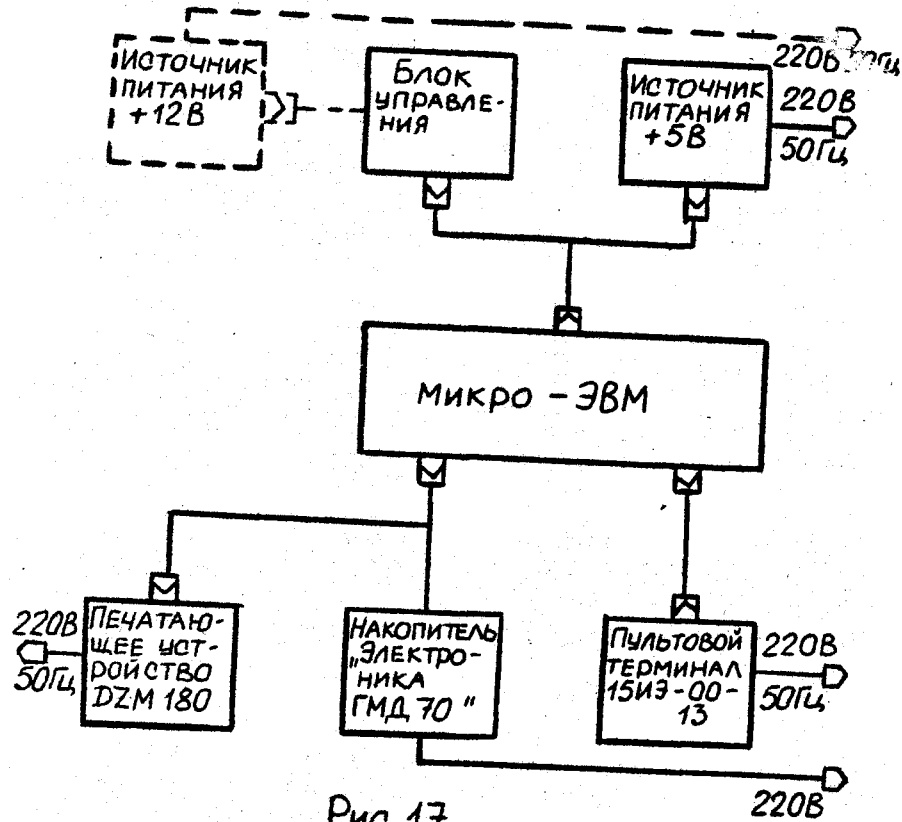 220В
Источник
питания
+12В
Блок
управле-
ния
Источник
питания
+5В
220В
50Гц
Микро - ЭВМ
220В
50Гц
Печатаю-
щее уст-
ройство
DZM 180
Накопитель
„Электро-
ника
ГМД 70"
Пультовой
терминал
15ИЭ-00-
13
220В
50Гц
220В
Рис. 17